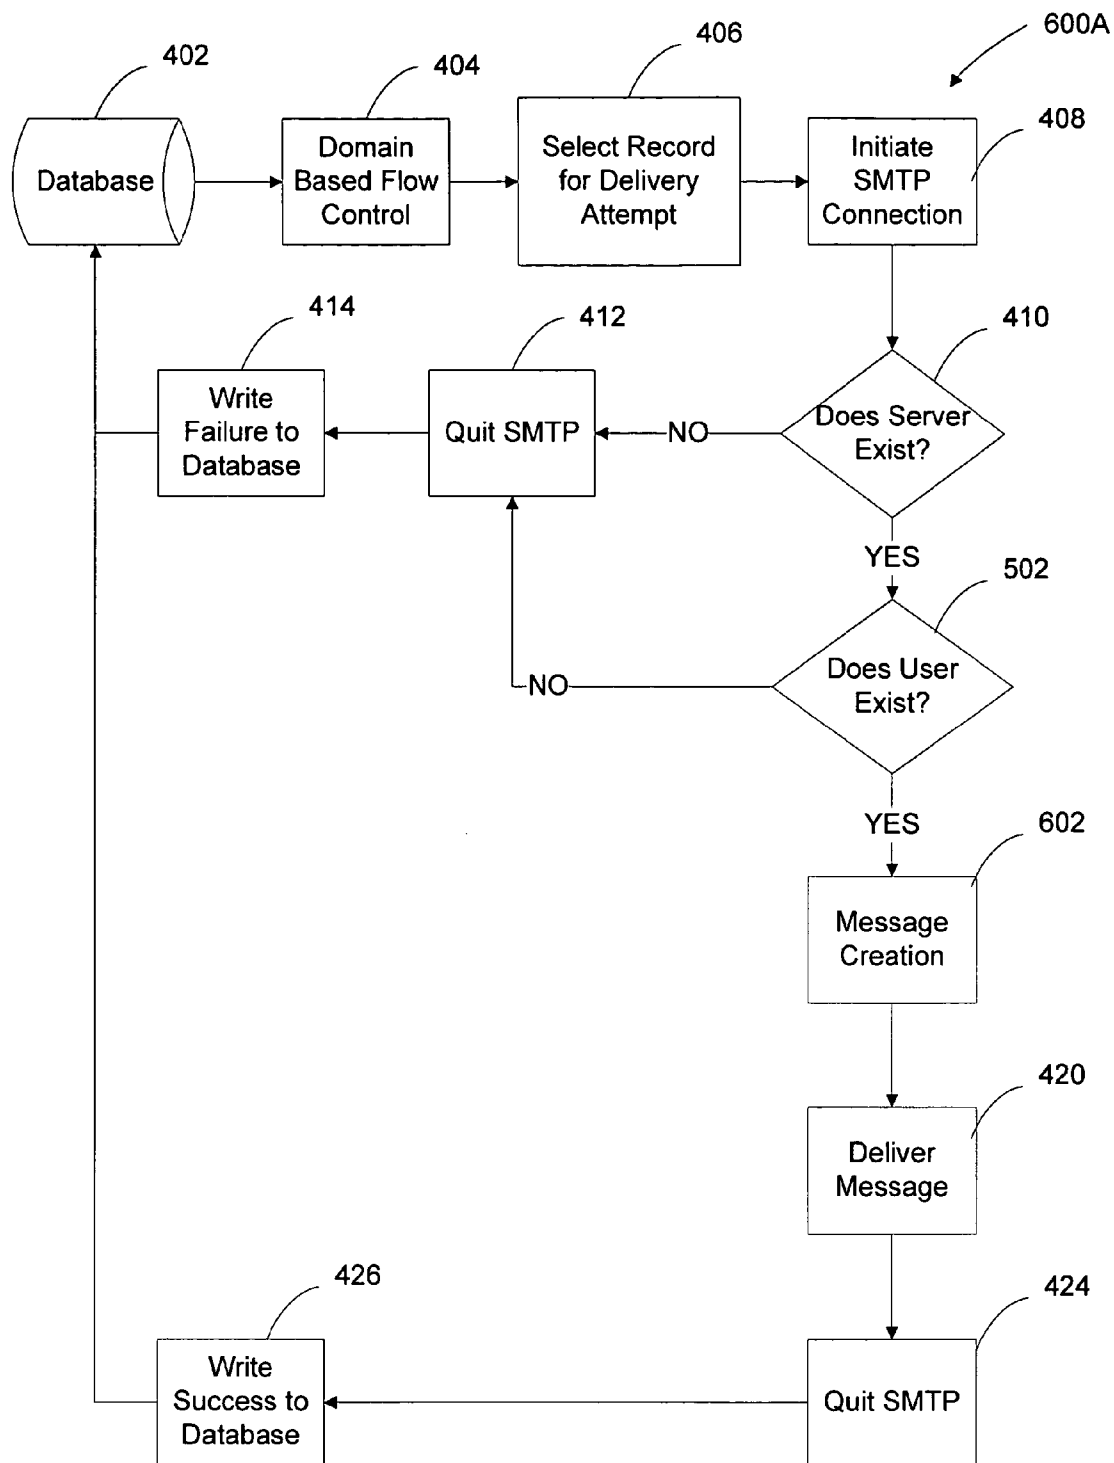 600A
402
404
406
408
Database
Domain
Based Flow
Control
Select Record
for Delivery
Attempt
Initiate
SMTP
Connection
414
412
410
Write
Failure to
Database
Quit SMTP
NO
Does Server
Exist?
YES
502
NO
Does User
Exist?
YES
602
Message
Creation
420
Deliver
Message
426
424
Write
Success to
Database
Quit SMTP